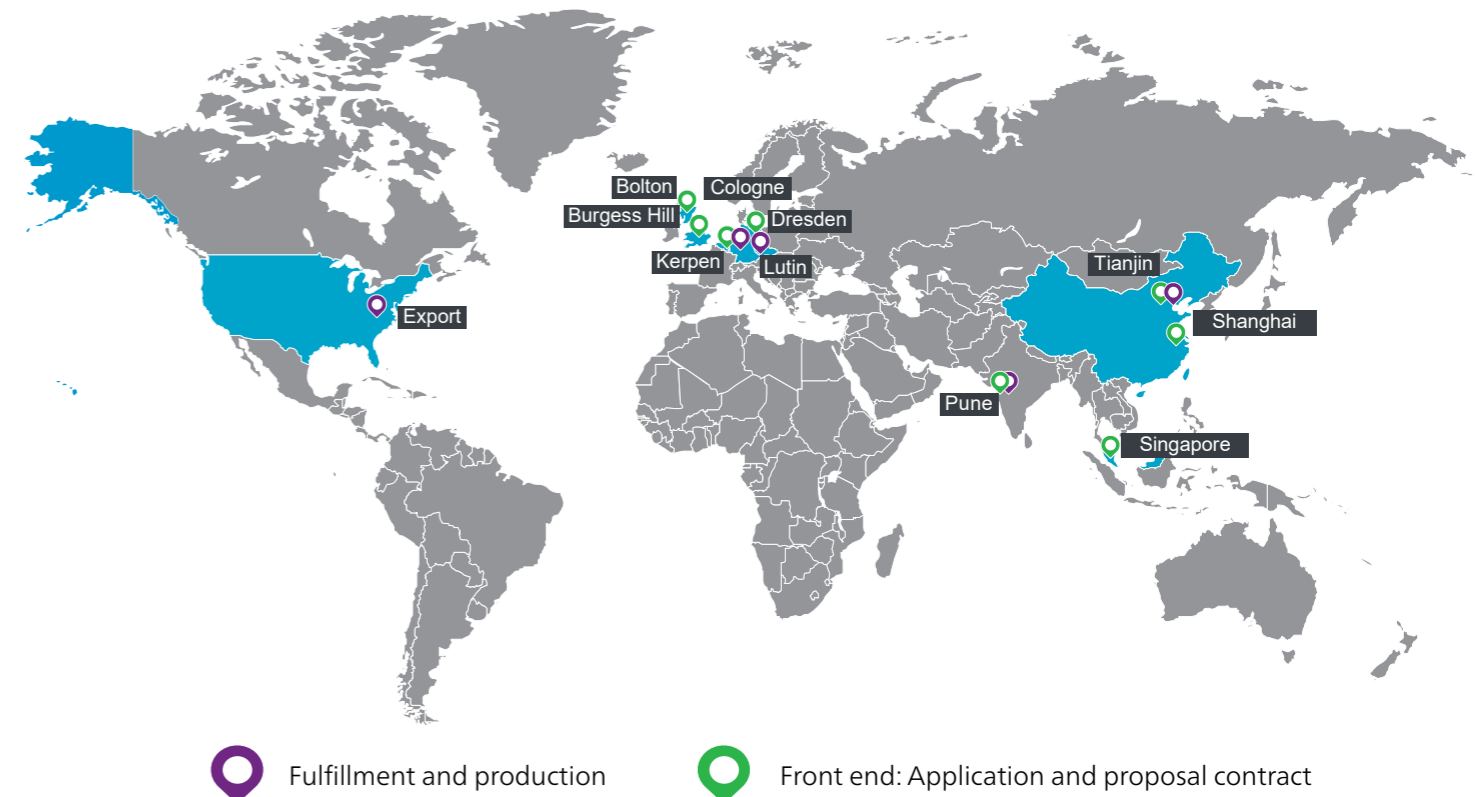 Bolton
Cologne
Burgess Hill
Dresden
Kerpen
Lutin
Tianjin
Export
Shanghai
Pune
Singapore
Fulfillment and production
Front end: Application and proposal contract